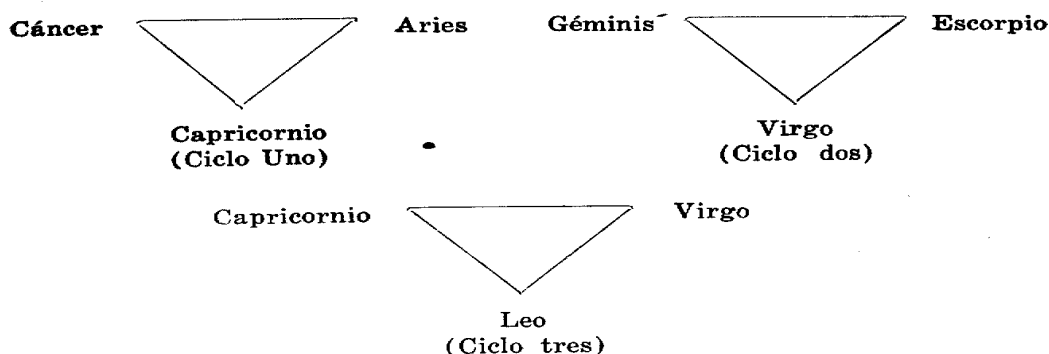 Cáncer Aries Géminis Escorpio
Capricornio Virgo
(Ciclo Uno) (Ciclo dos)
Capricornio Virgo
Leo
(Ciclo tres)